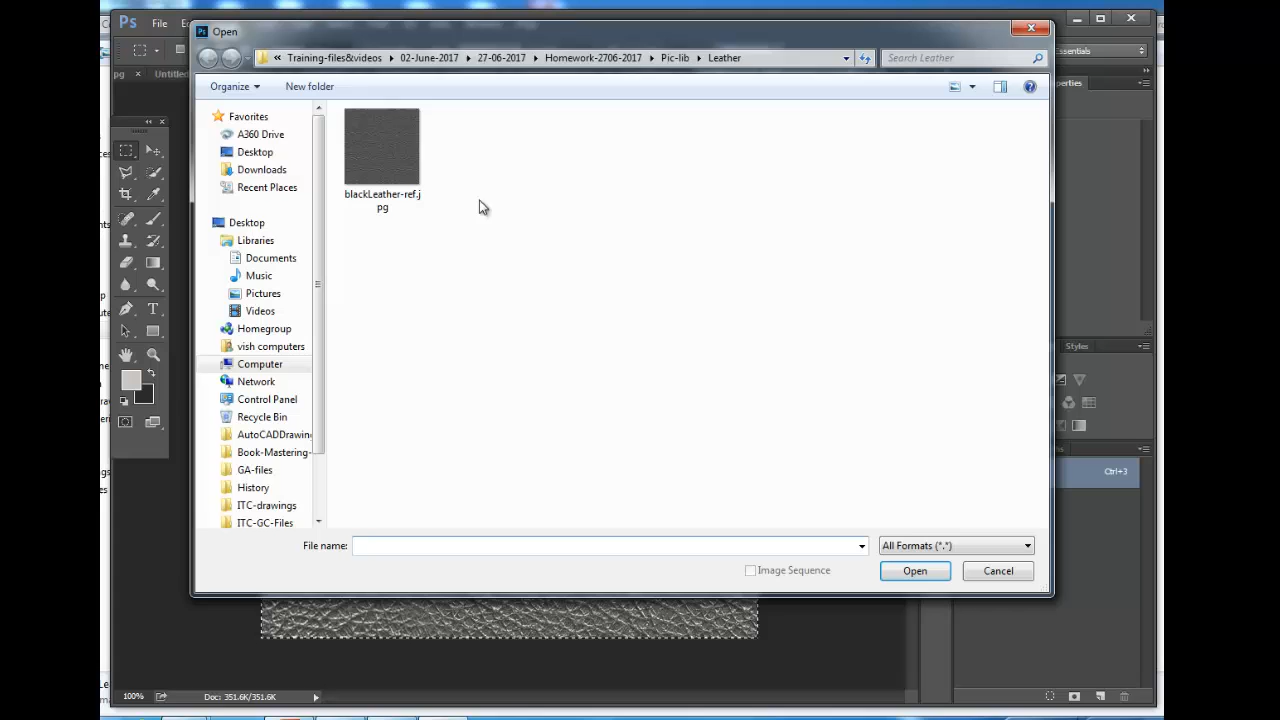 Ps File
Open
« Training-files&videos 02-June-2017 27-06-2017 Homework-2706-2017 Pic-lib Leather
Search Leather
Essentials
Organize New folder
pg × Untitled
roperties
Favorites
A360 Drive
Desktop
Downloads
Recent Places
blackLeather-ref.j
pg
Desktop
Libraries
Documents
Music
Pictures
Videos
Homegroup
vish computers
Computer
Network
Control Panel
Recycle Bin
AutoCADDrawing
Book-Mastering-
GA-files
History
ITC-drawings
ITC-GC-Files
Styles
Ctrl+3
File name:
All Formats (*.*)
Image Sequence
Open Cancel
100% Doc: 351.6K/351.6K